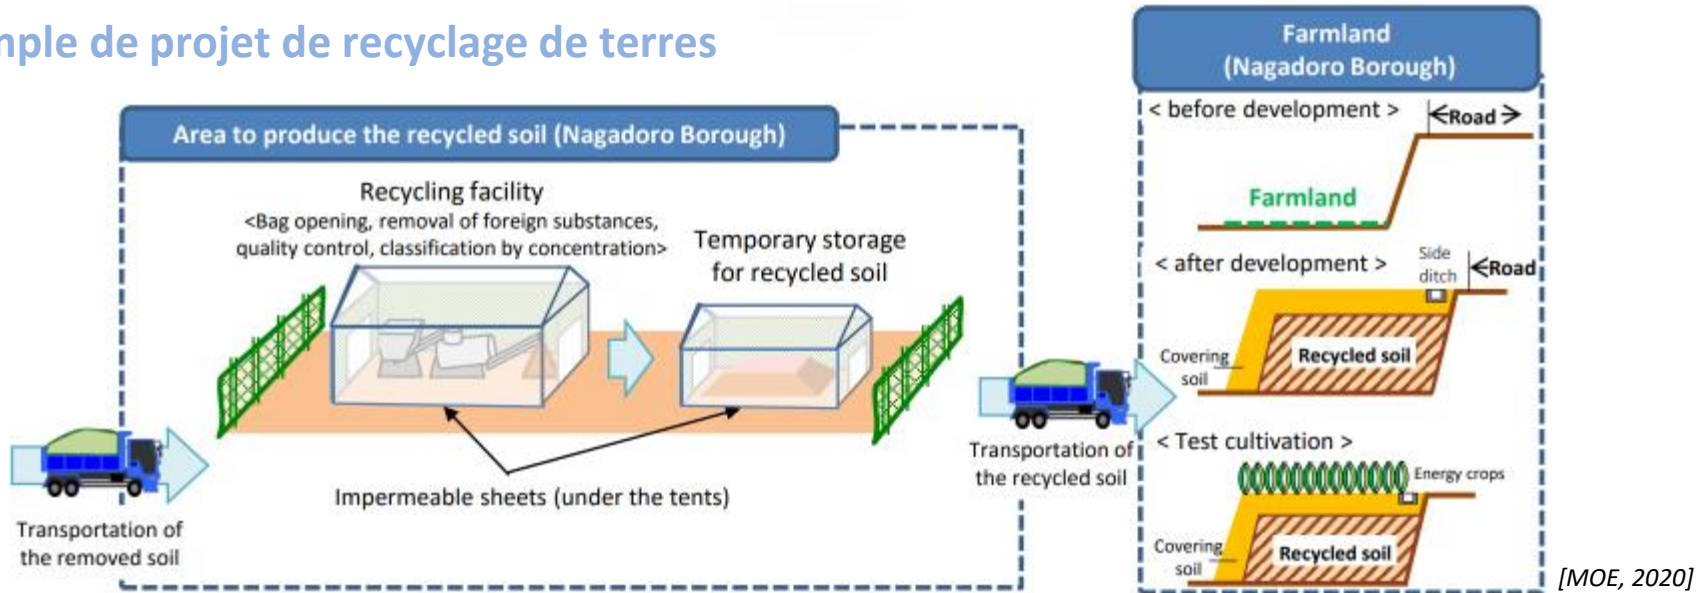 mple de projet de recyclage de terres
Area to produce the recycled soil (Nagadoro Borough)
Recycling facility
<Bag opening, removal of foreign substances,
quality control, classification by concentration>
Temporary storage
for recycled soil
Impermeable sheets (under the tents)
Transportation of
the removed soil
Transportation of
the recycled soil
Farmland
(Nagadoro Borough)
< before development >
Road
Farmland
< after development >
Side
ditch
Road
Covering
soil
Recycled soil
< Test cultivation >
Energy crops
Covering
soil
Recycled soil
[MOE, 2020]